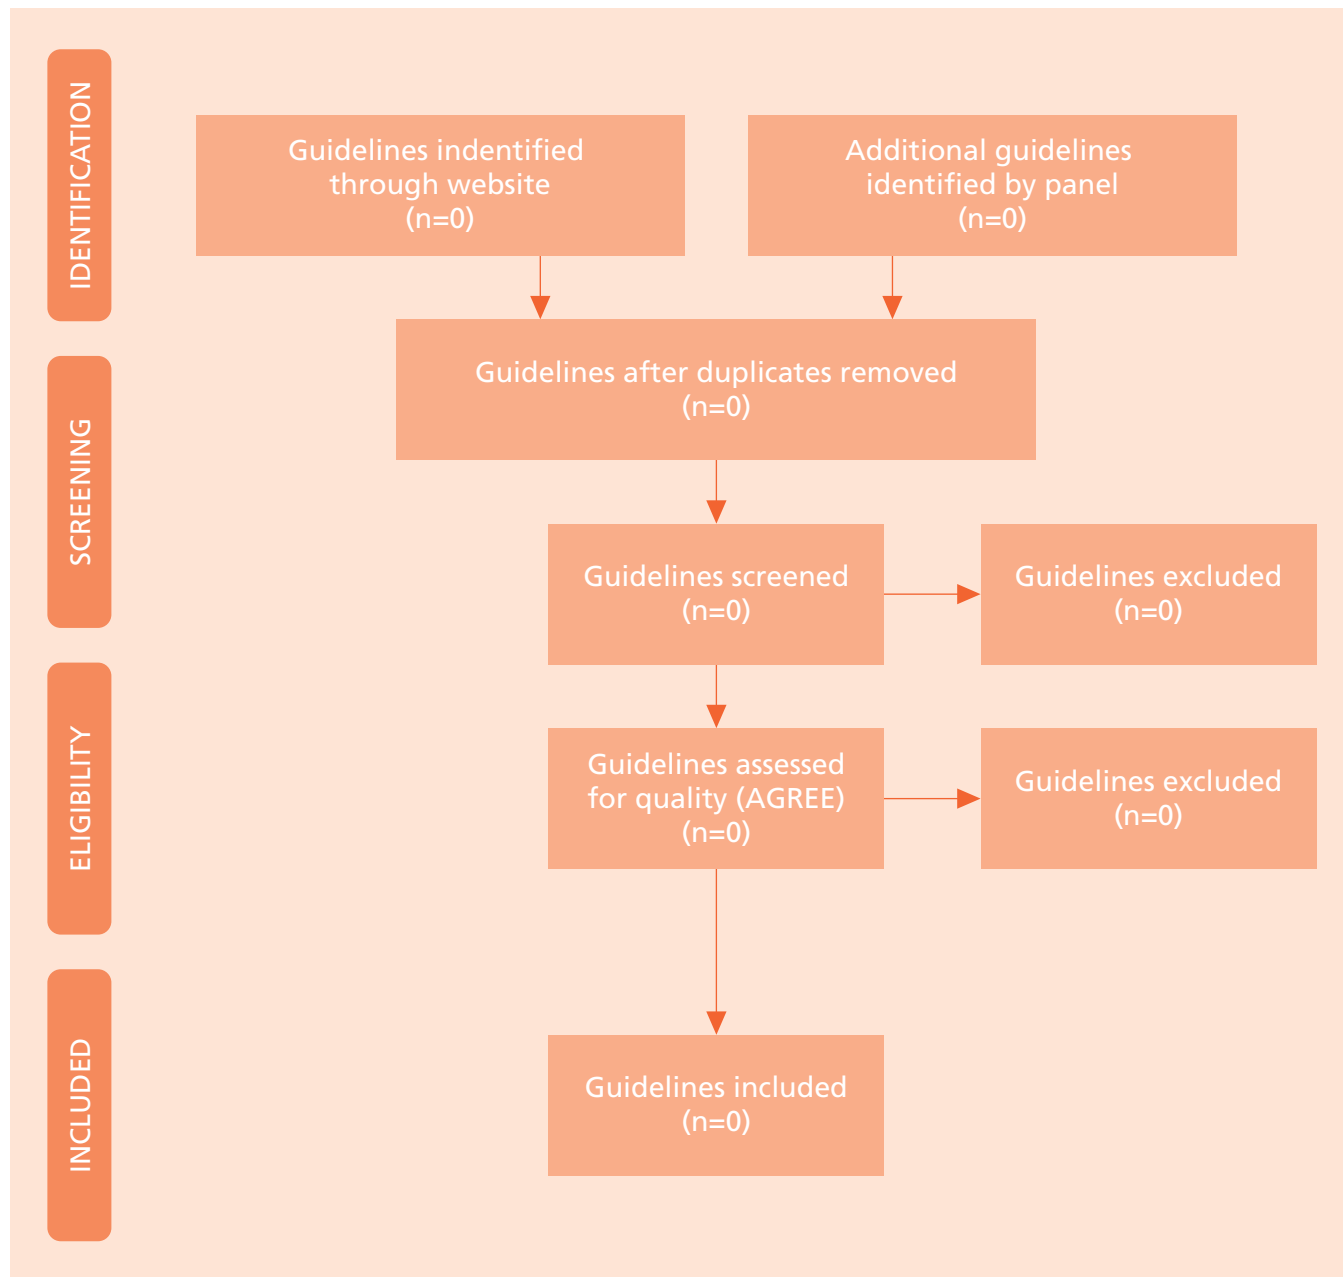 IDENTIFICATION
Guidelines indentified
through website
(n=0)
Additional guidelines
identified by panel
(n=0)
Guidelines after duplicates removed
(n=0)
SCREENING
Guidelines screened
(n=0)
Guidelines excluded
(n=0)
ELIGIBILITY
Guidelines assessed
for quality (AGREE)
(n=0)
Guidelines excluded
(n=0)
INCLUDED
Guidelines included
(n=0)